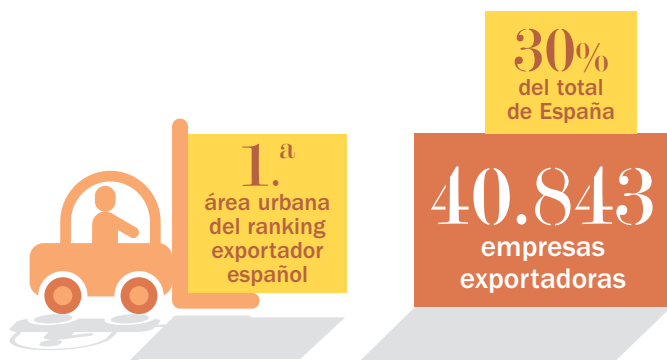 1.ª
área urbana
del ranking
exportador
español
30%
del total
de España
40.843
empresas
exportadoras